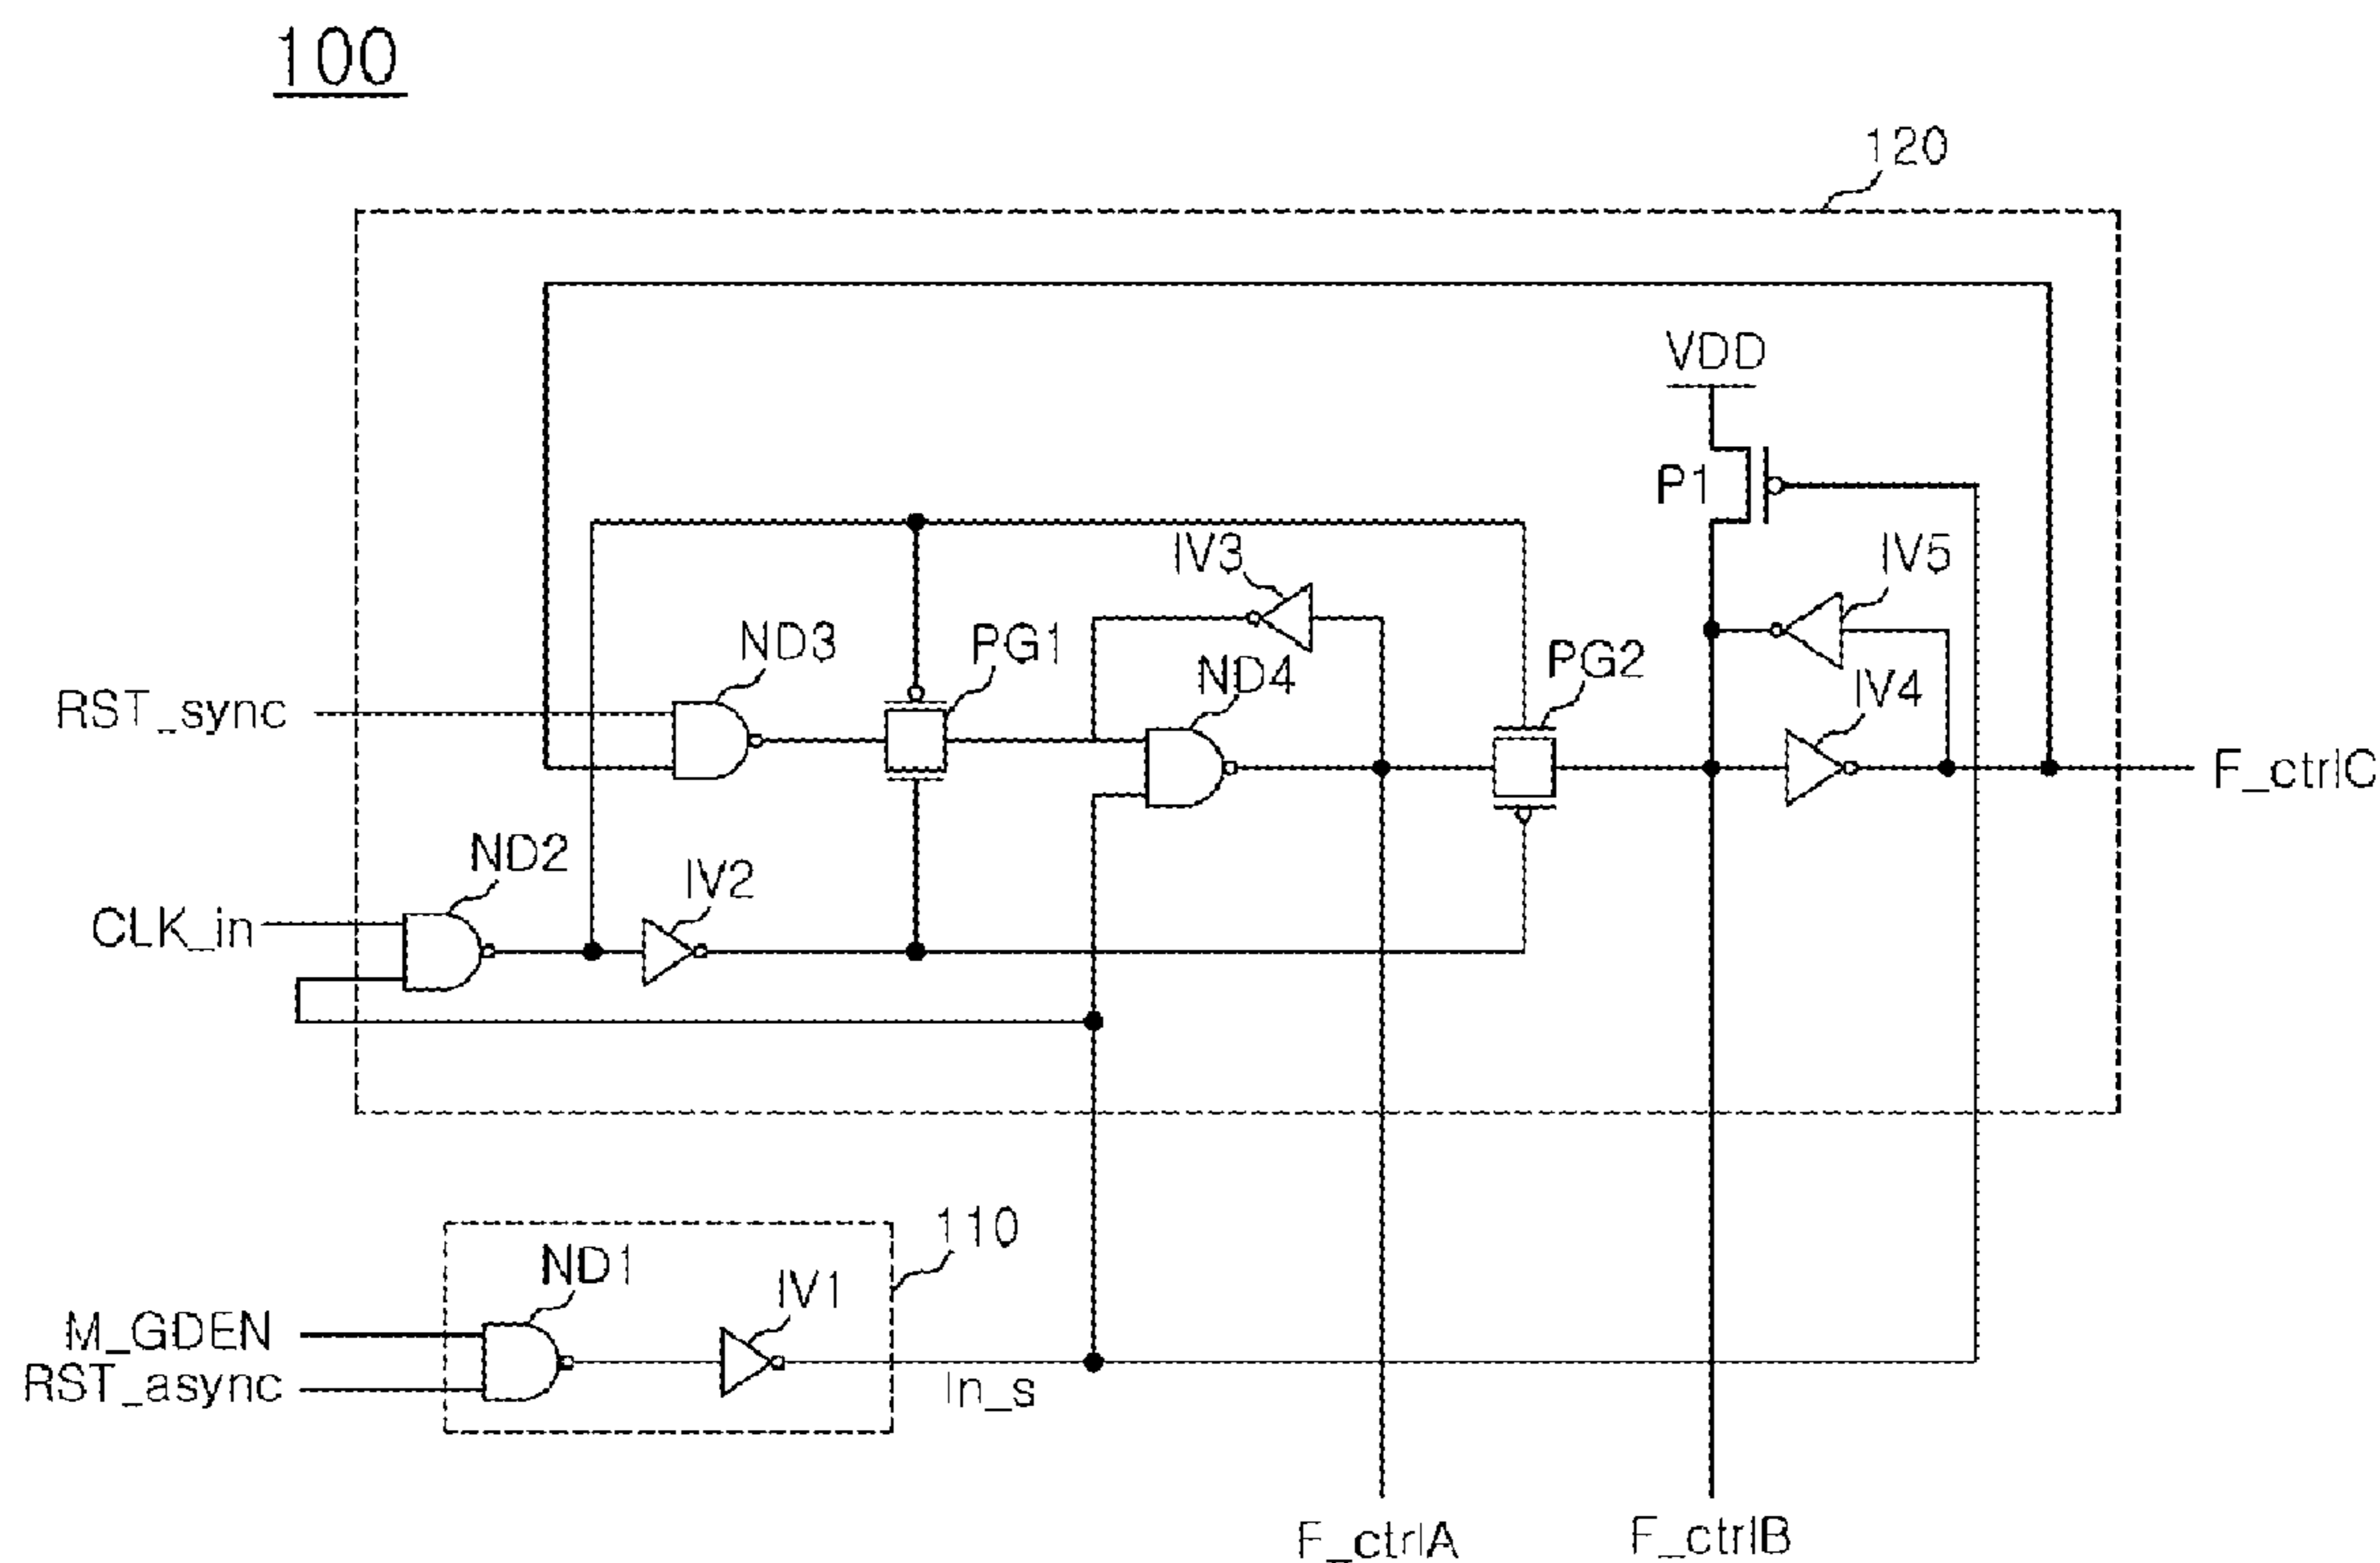 100
120
VDD
P1
IV3
IV5
ND3
PG1
ND4
PG2
IV4
RST_sync
F_ctrlC
ND2
IV2
CLK_in
110
ND1
IV1
M_GDEN
RST_async
In_s
F_ctrlA
F_ctrlB